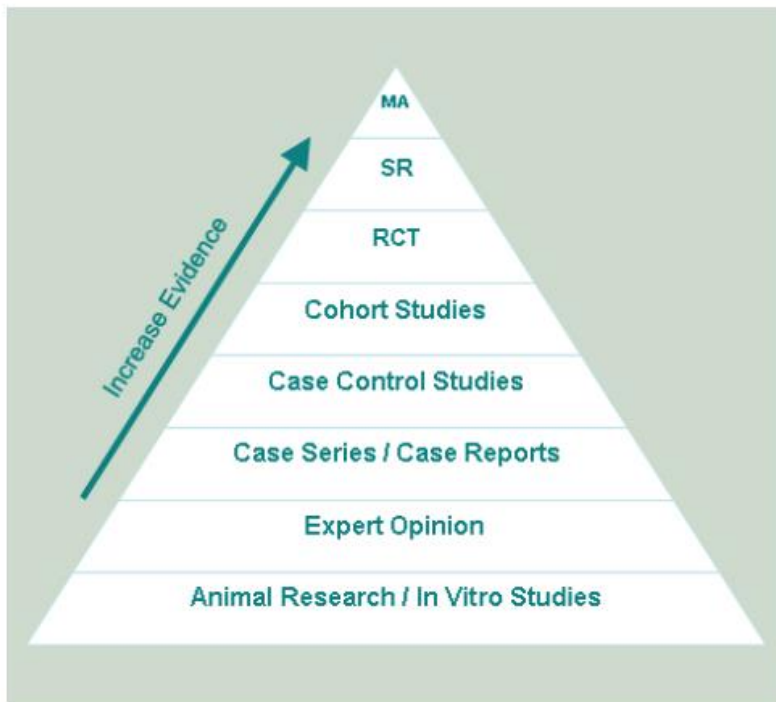 MA
SR
RCT
Cohort Studies
Case Control Studies
Case Series / Case Reports
Expert Opinion
Animal Research / In Vitro Studies
Increase Evidence